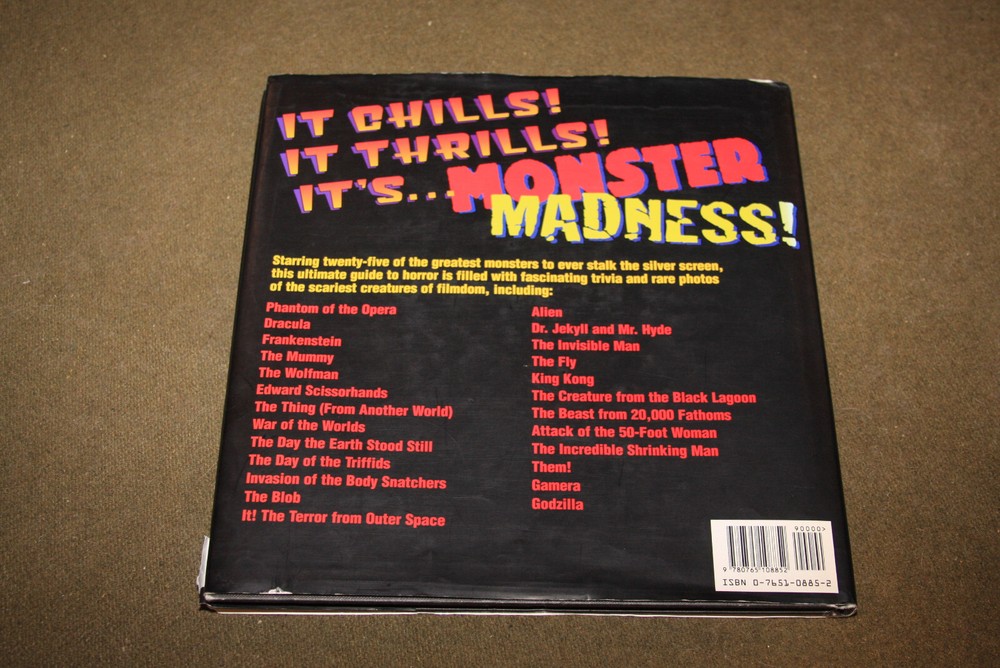 IT CHILLS!
IT THRILLS!
IT'S...MONSTER
MADNESS!
Starring twenty-five of the greatest monsters to ever stalk the silver screen,
this ultimate guide to horror is filled with fascinating trivia and rare photos
of the scariest creatures of filmdom, including:
Phantom of the Opera
Dracula
Frankenstein
The Mummy
The Wolfman
Edward Scissorhands
The Thing (From Another World)
War of the Worlds
The Day the Earth Stood Still
The Day of the Triffids
Invasion of the Body Snatchers
The Blob
It! The Terror from Outer Space
Alien
Dr. Jekyll and Mr. Hyde
The Invisible Man
The Fly
King Kong
The Creature from the Black Lagoon
The Beast from 20,000 Fathoms
Attack of the 50-Foot Woman
The Incredible Shrinking Man
Them!
Gamera
Godzilla
90000>
9 780765 108852
ISBN 0-7651-0885-2